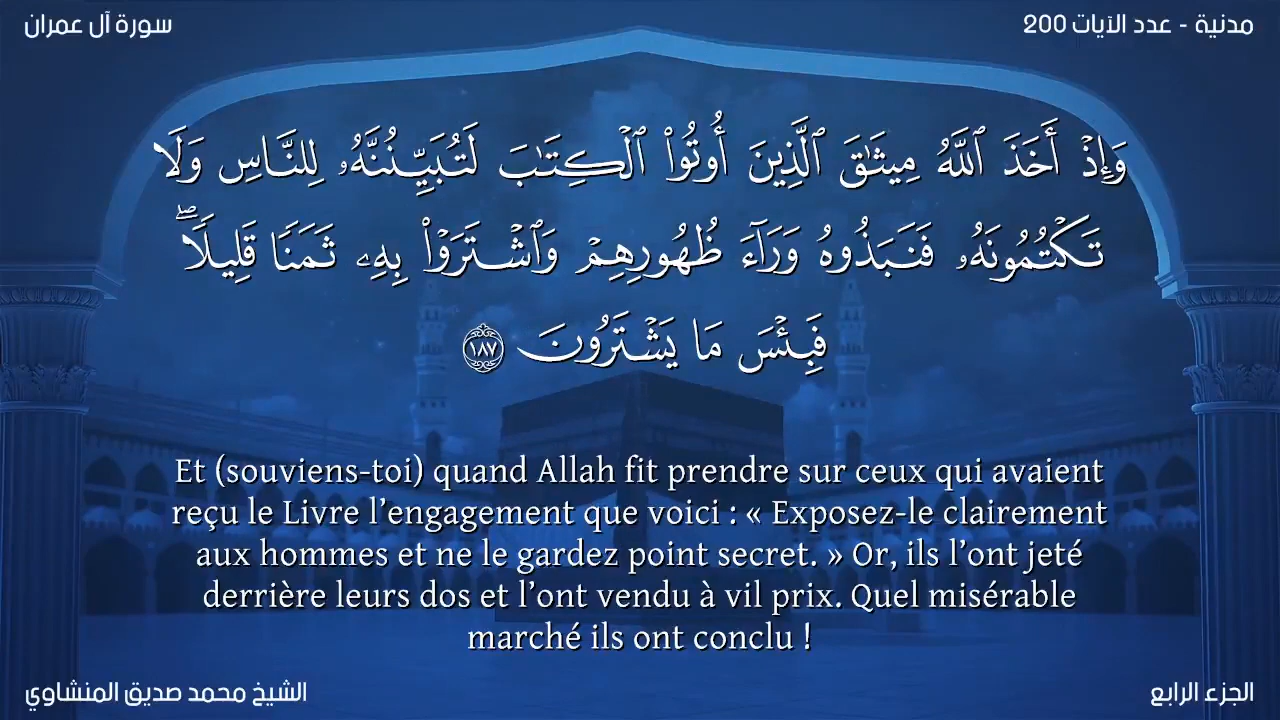 سورة آل عمران
مدنية - عدد الآيات 200
وَإِذْ أَخَذَ ٱللَّهُ مِيثَٰقَ ٱلَّذِينَ أُوتُوا۟ ٱلْكِتَٰبَ لَتُبَيِّنُنَّهُۥ لِلنَّاسِ وَلَا
تَكْتُمُونَهُۥ فَنَبَذُوهُ وَرَآءَ ظُهُورِهِمْ وَٱشْتَرَوْا۟ بِهِۦ ثَمَنًا قَلِيلًا ۖ
فَبِئْسَ مَا يَشْتَرُونَ ١٨٧
Et (souviens-toi) quand Allah fit prendre sur ceux qui avaient
reçu le Livre l’engagement que voici : « Exposez-le clairement
aux hommes et ne le gardez point secret. » Or, ils l’ont jeté
derrière leurs dos et l’ont vendu à vil prix. Quel misérable
marché ils ont conclu !
الشيخ محمد صديق المنشاوي
الجزء الرابع